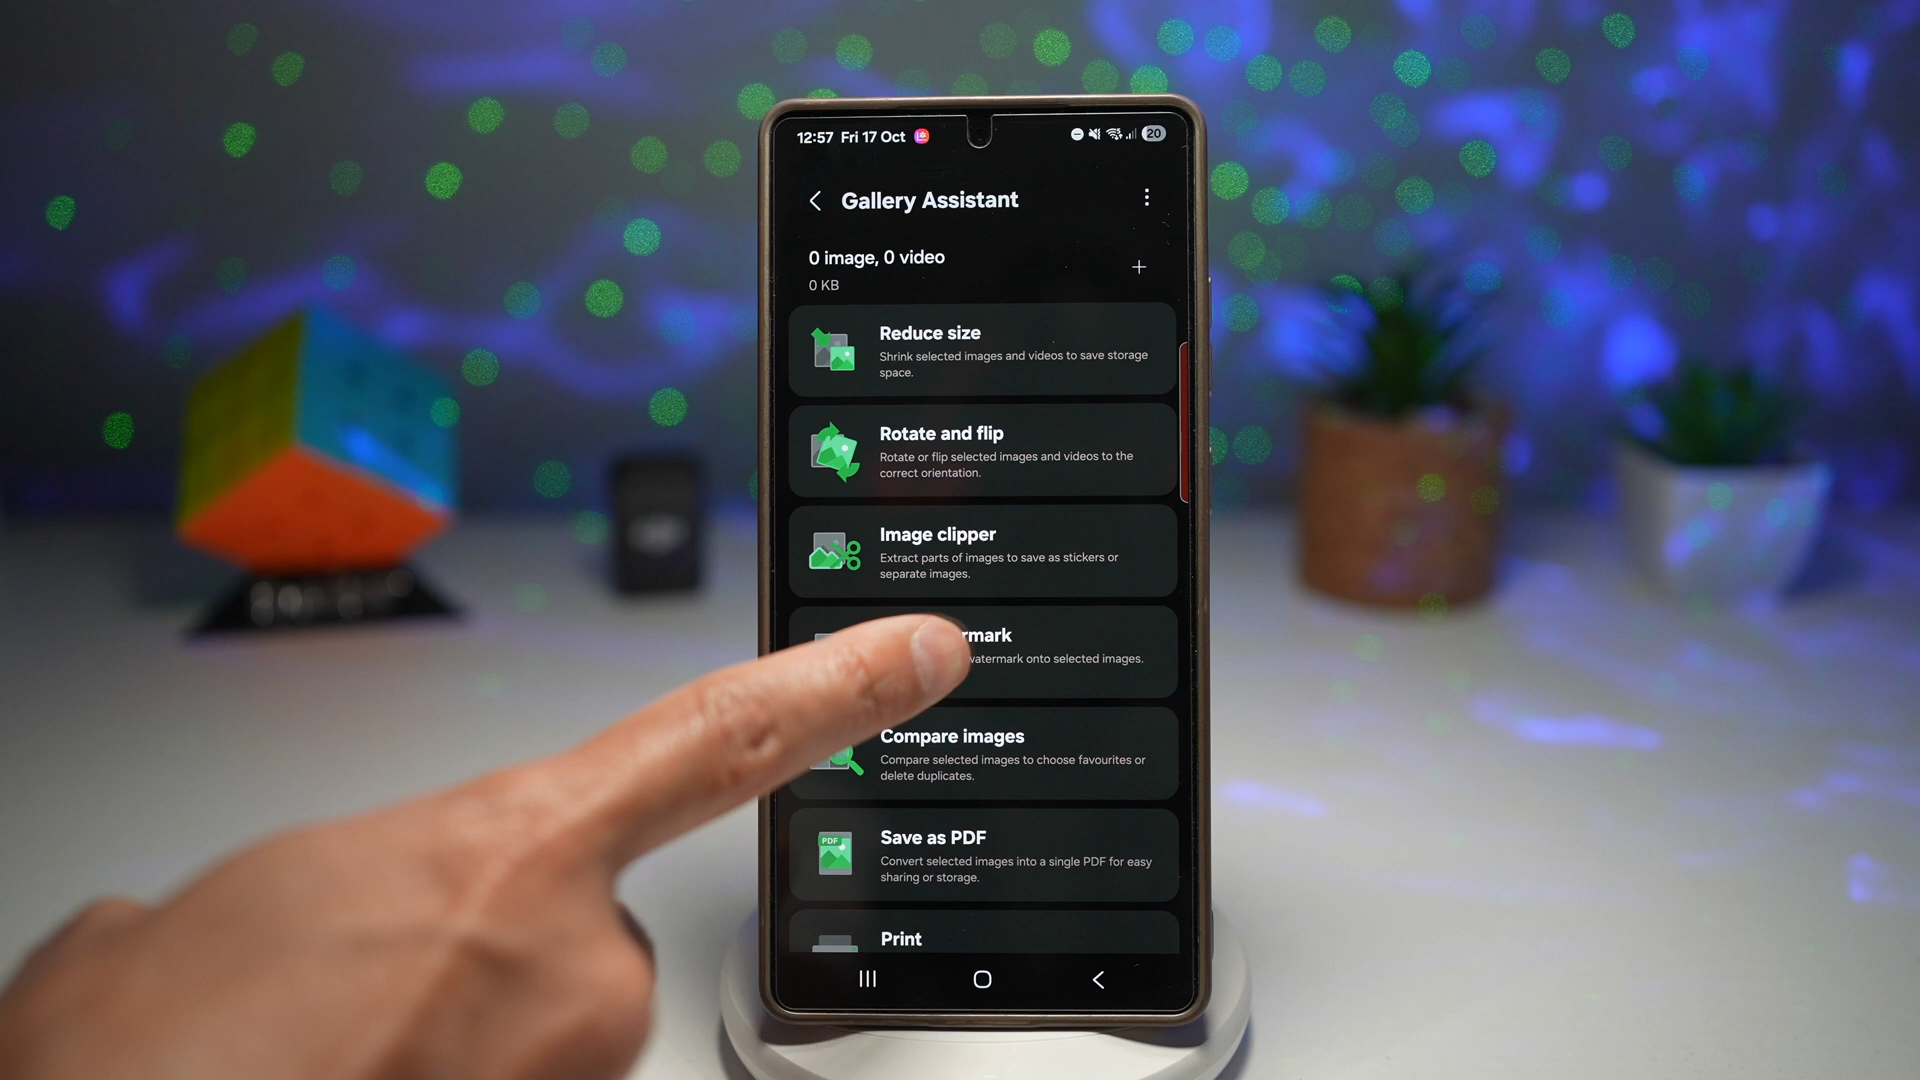 12:57 Fri 17 Oct
20
Gallery Assistant
0 image, 0 video
0 KB
Reduce size
Shrink selected images and videos to save storage
space.
Rotate and flip
Rotate or flip selected images and videos to the
correct orientation.
Image clipper
Extract parts of images to save as stickers or
separate images.
rmark
watermark onto selected images.
Compare images
Compare selected images to choose favourites or
delete duplicates.
PDF
Save as PDF
Convert selected images into a single PDF for easy
sharing or storage.
Print